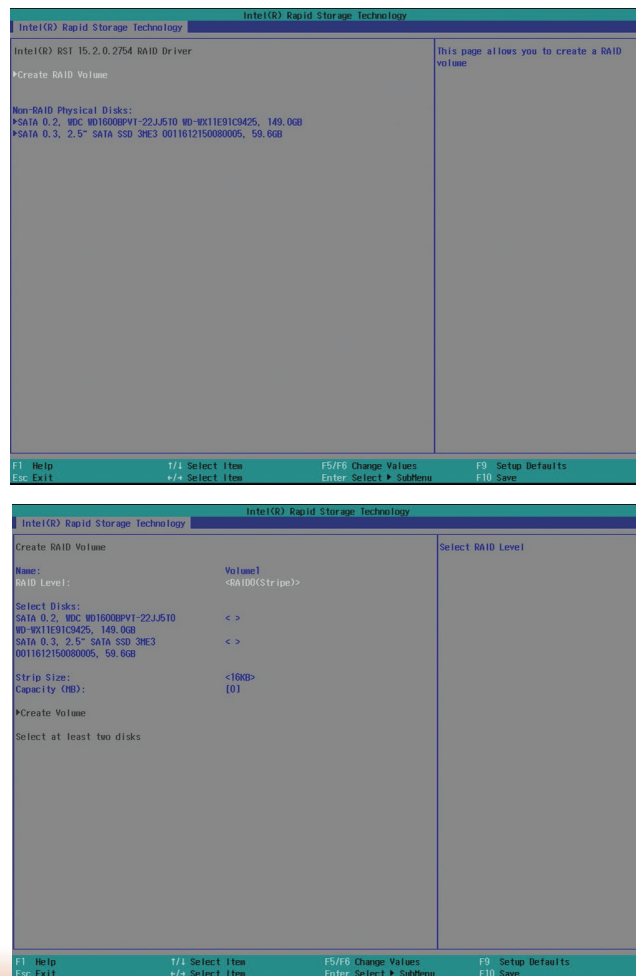 Intel(R) Rapid Storage Technology
Intel(R) Rapid Storage Technology
Intel(R) RST 15.2.0.2754 RAID Driver
▶Create RAID Volume
Non-RAID Physical Disks:
▶SATA 0.2, WDC WD1600BPVT-22JJ5T0 WD-WX11E91C9425, 149.0GB
▶SATA 0.3, 2.5" SATA SSD 3ME3 0011612150080005, 59.6GB
This page allows you to create a RAID
volume
F1 Help ↑/↓ Select Item F5/F6 Change Values F9 Setup Defaults
Esc Exit ←/→ Select Item Enter Select ▶ SubMenu F10 Save
Intel(R) Rapid Storage Technology
Intel(R) Rapid Storage Technology
Create RAID Volume
Name: Volume1
RAID Level: <RAID0(Stripe)>
Select Disks:
SATA 0.2, WDC WD1600BPVT-22JJ5T0 < >
WD-WX11E91C9425, 149.0GB
SATA 0.3, 2.5" SATA SSD 3ME3 < >
0011612150080005, 59.6GB
Strip Size: <16KB>
Capacity (MB): [0]
▶Create Volume
Select at least two disks
Select RAID Level
F1 Help ↑/↓ Select Item F5/F6 Change Values F9 Setup Defaults
Esc Exit ←/→ Select Item Enter Select ▶ SubMenu F10 Save